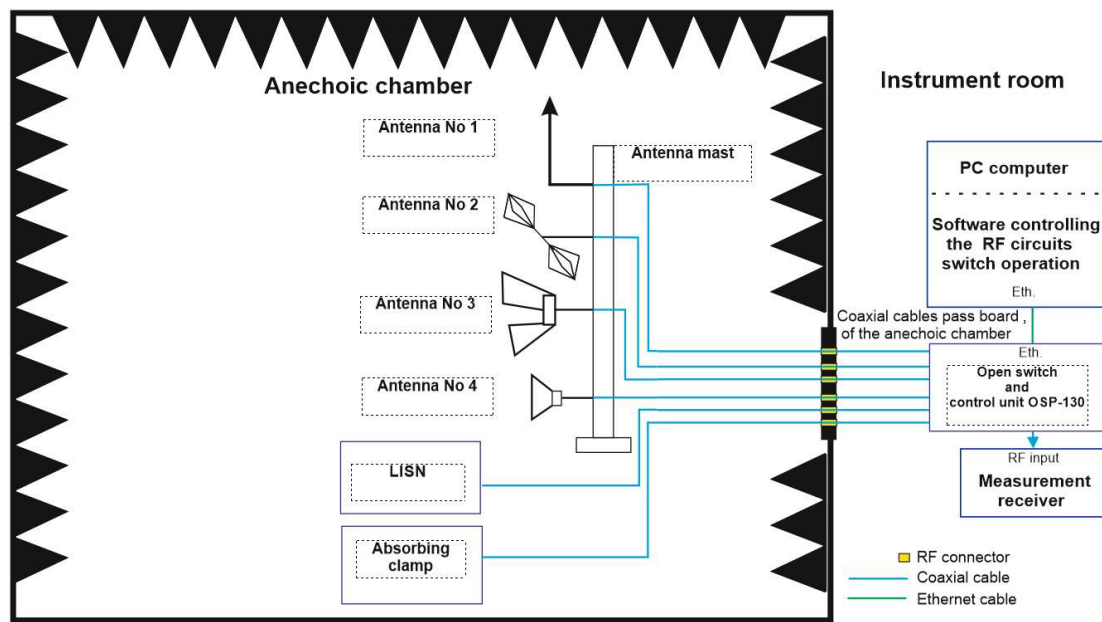 Anechoic chamber
Instrument room
Antenna No 1
Antenna mast
Antenna No 2
Antenna No 3
Antenna No 4
LISN
Absorbing
clamp
PC computer
Software controlling
the RF circuits
switch operation
Eth.
Coaxial cables pass board ,
of the anechoic chamber
Eth.
Open switch
and
control unit OSP-130
RF input
Measurement
receiver
RF connector
Coaxial cable
Ethernet cable